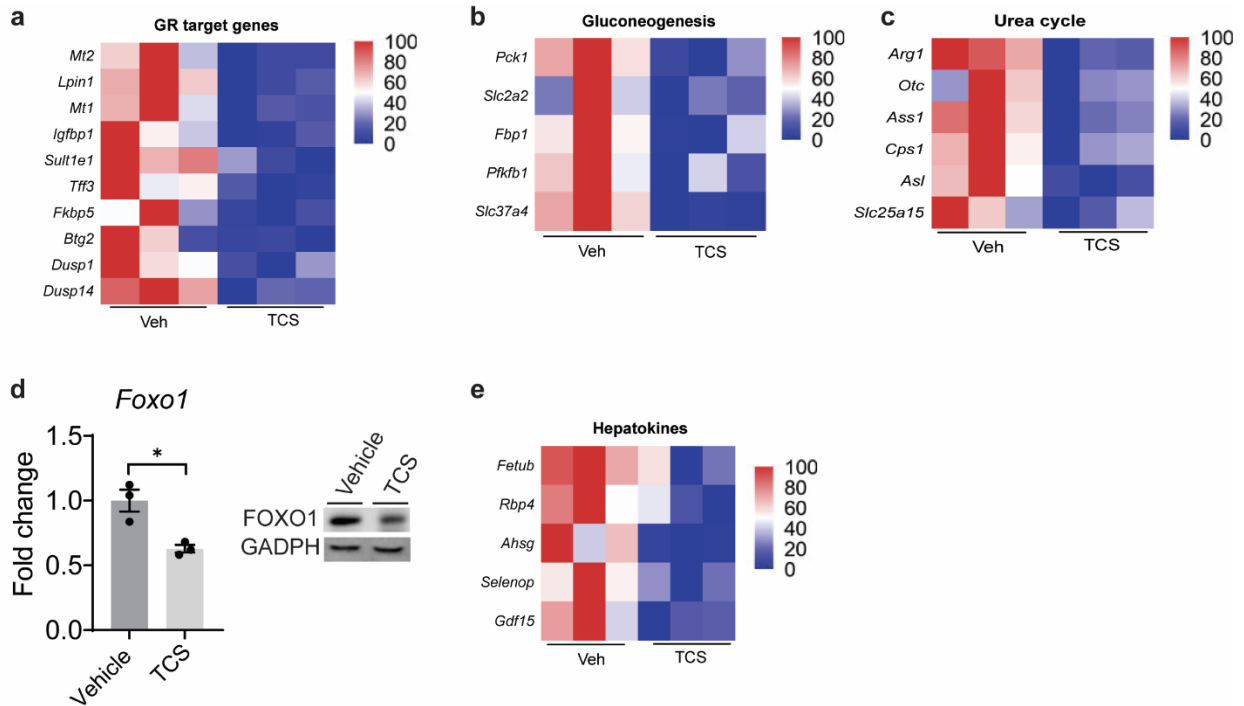 a
GR target genes
Mt2
Lpin1
Mt1
Igfbp1
Sult1e1
Tff3
Fkbp5
Btg2
Dusp1
Dusp14
100
80
60
40
20
0
Veh
TCS
b
Gluconeogenesis
Pck1
Slc2a2
Fbp1
Pfkfb1
Slc37a4
100
80
60
40
20
0
Veh
TCS
c
Urea cycle
Arg1
Otc
Ass1
Cps1
Asl
Slc25a15
100
80
60
40
20
0
Veh
TCS
d
Foxo1
Fold change
1.5
1.0
0.5
0.0
*
Vehicle
TCS
Vehicle
TCS
FOXO1
GADPH
e
Hepatokines
Fetub
Rbp4
Ahsg
Selenop
Gdf15
100
80
60
40
20
0
Veh
TCS